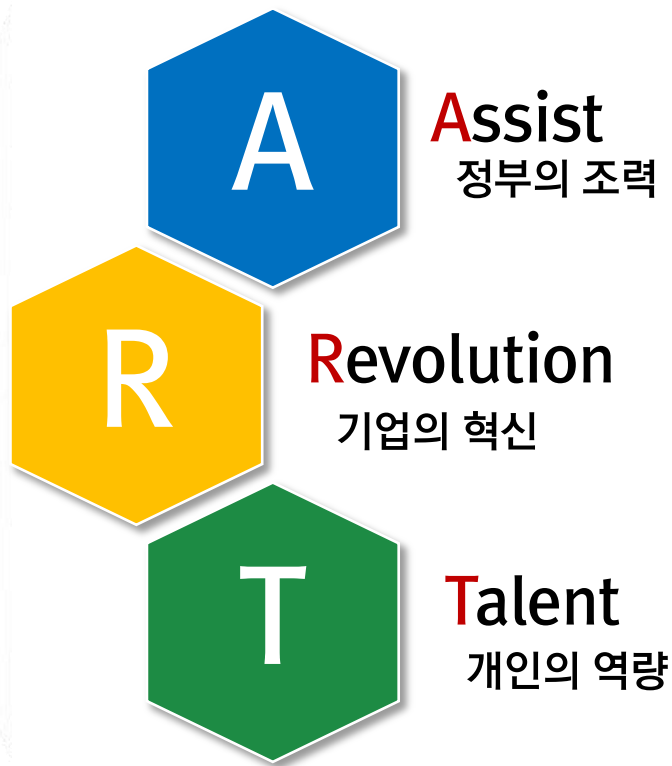 A
Assist
정부의 조력
R
Revolution
기업의 혁신
T
Talent
개인의 역량